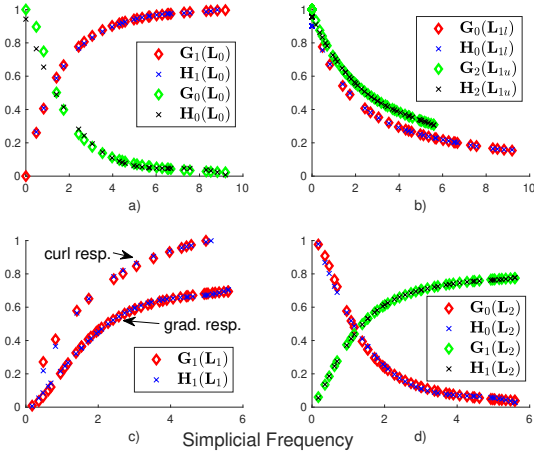 1
0.8
0.6
0.4
0.2
0
0 2 4 6 8 10
G₁(L₀)
H₁(L₀)
G₀(L₀)
H₀(L₀)
a)
1
0.8
0.6
0.4
0.2
0
0 2 4 6 8 10
G₀(L₁ₗ)
H₀(L₁ₗ)
G₂(L₁ᵤ)
H₂(L₁ᵤ)
b)
1
0.8
0.6
0.4
0.2
0
0 2 4 6
curl resp.
grad. resp.
G₁(L₁)
H₁(L₁)
c)
1
0.8
0.6
0.4
0.2
0
0 2 4 6
G₀(L₂)
H₀(L₂)
G₁(L₂)
H₁(L₂)
d)
Simplicial Frequency